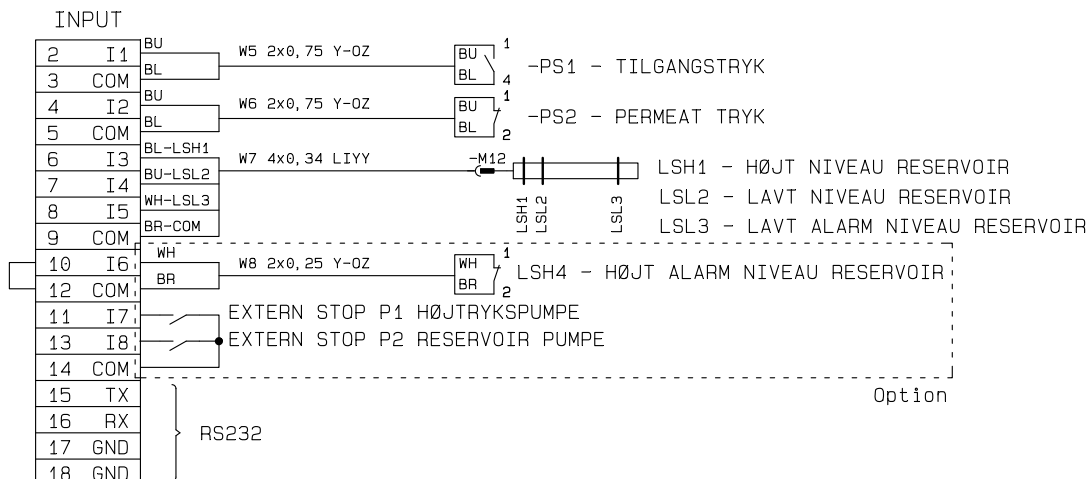 INPUT
2 I1 BU W5 2x0,75 Y-OZ BU 1
3 COM BL BL 4 -PS1 - TILGANGSTRYK
4 I2 BU W6 2x0,75 Y-OZ BU 1
5 COM BL BL 2 -PS2 - PERMEAT TRYK
6 I3 BL-LSH1 W7 4x0,34 LIYY -M12 LSH1 - HØJT NIVEAU RESERVOIR
7 I4 BU-LSL2 LSL2 - LAVT NIVEAU RESERVOIR
8 I5 WH-LSL3 LSH1 LSL2 LSL3 LSL3 - LAVT ALARM NIVEAU RESERVOIR
9 COM BR-COM
10 I6 WH W8 2x0,25 Y-OZ WH 1 LSH4 - HØJT ALARM NIVEAU RESERVOIR
12 COM BR BR 2
11 I7 EXTERN STOP P1 HØJTRYKSPUMPE
13 I8 EXTERN STOP P2 RESERVOIR PUMPE
14 COM
15 TX Option
16 RX RS232
17 GND
18 GND